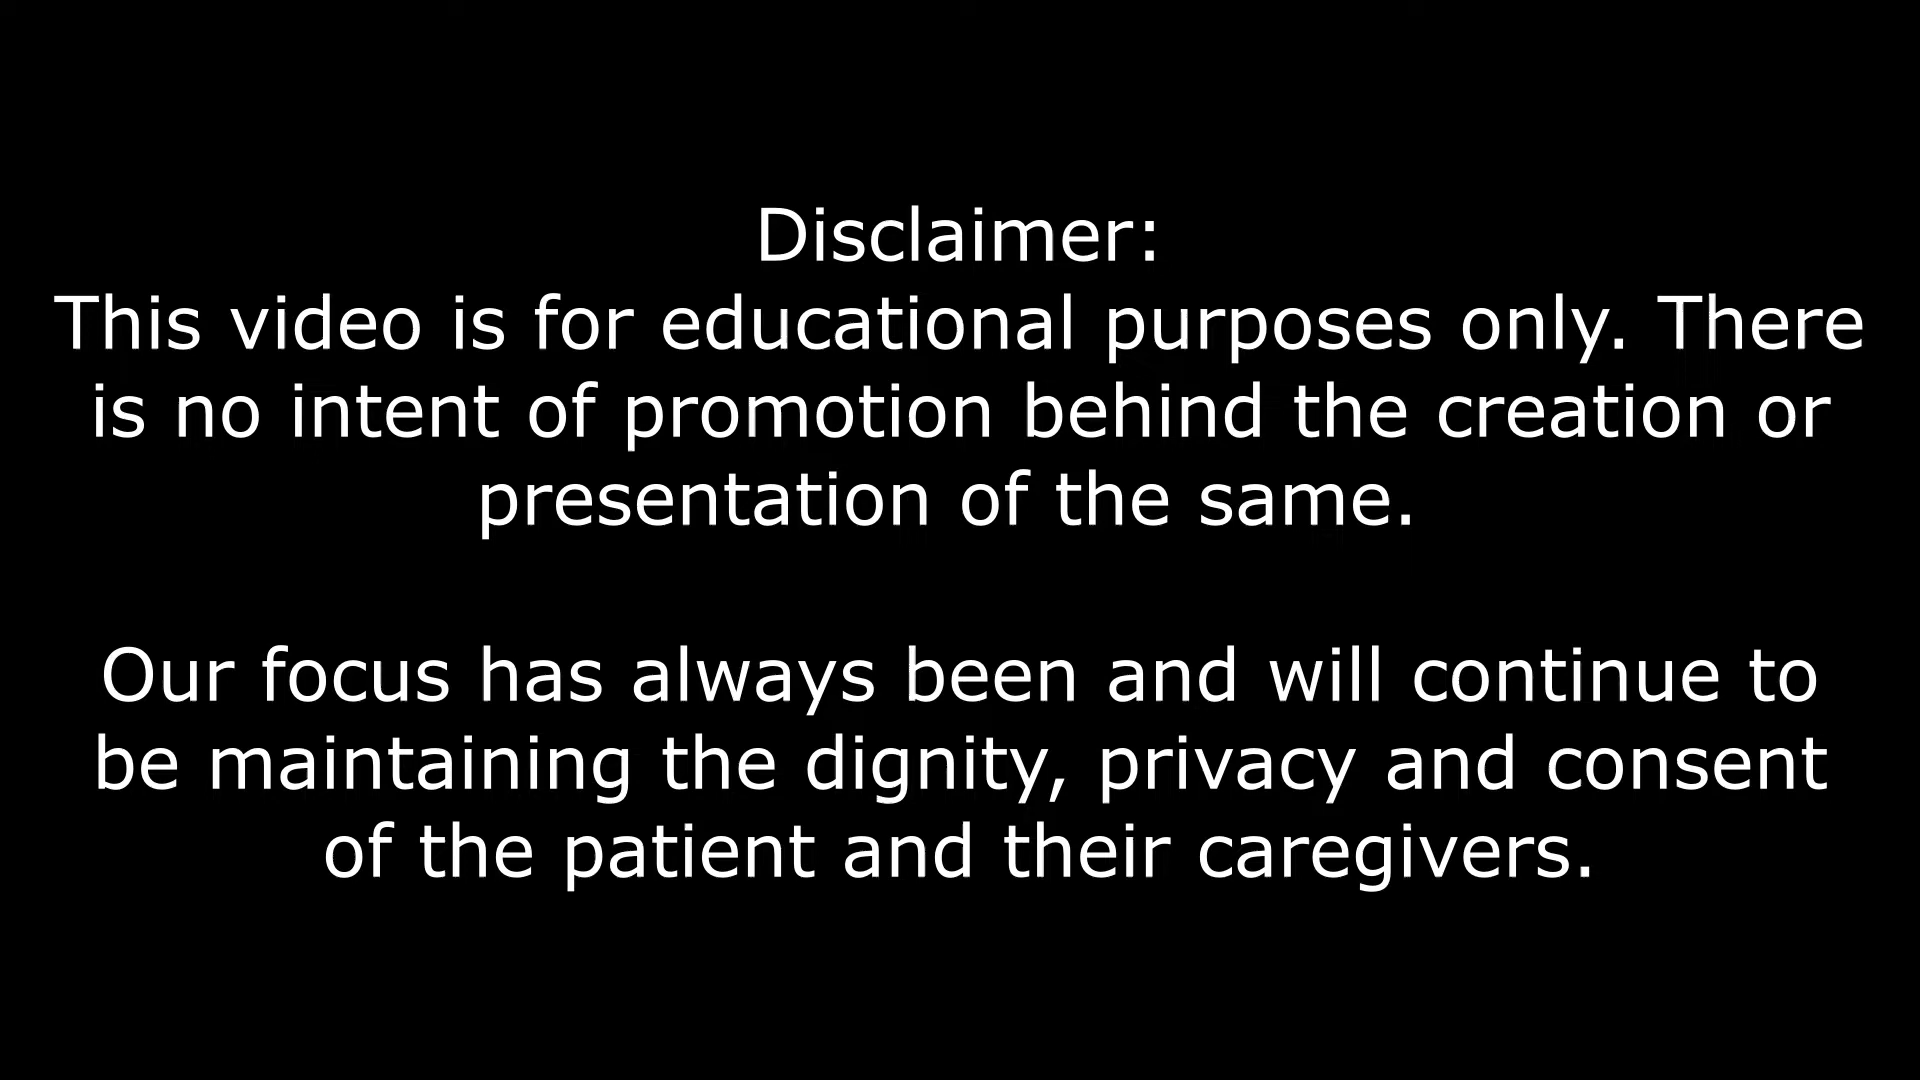 Disclaimer:
This video is for educational purposes only. There
is no intent of promotion behind the creation or
presentation of the same.
Our focus has always been and will continue to
be maintaining the dignity, privacy and consent
of the patient and their caregivers.